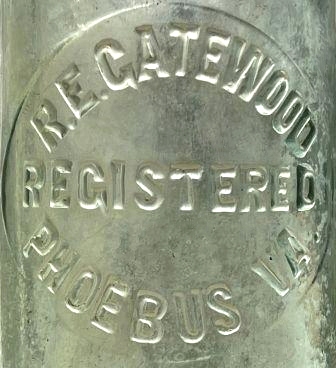 R.E. GATEWOOD
REGISTERED
PHOEBUS VA.